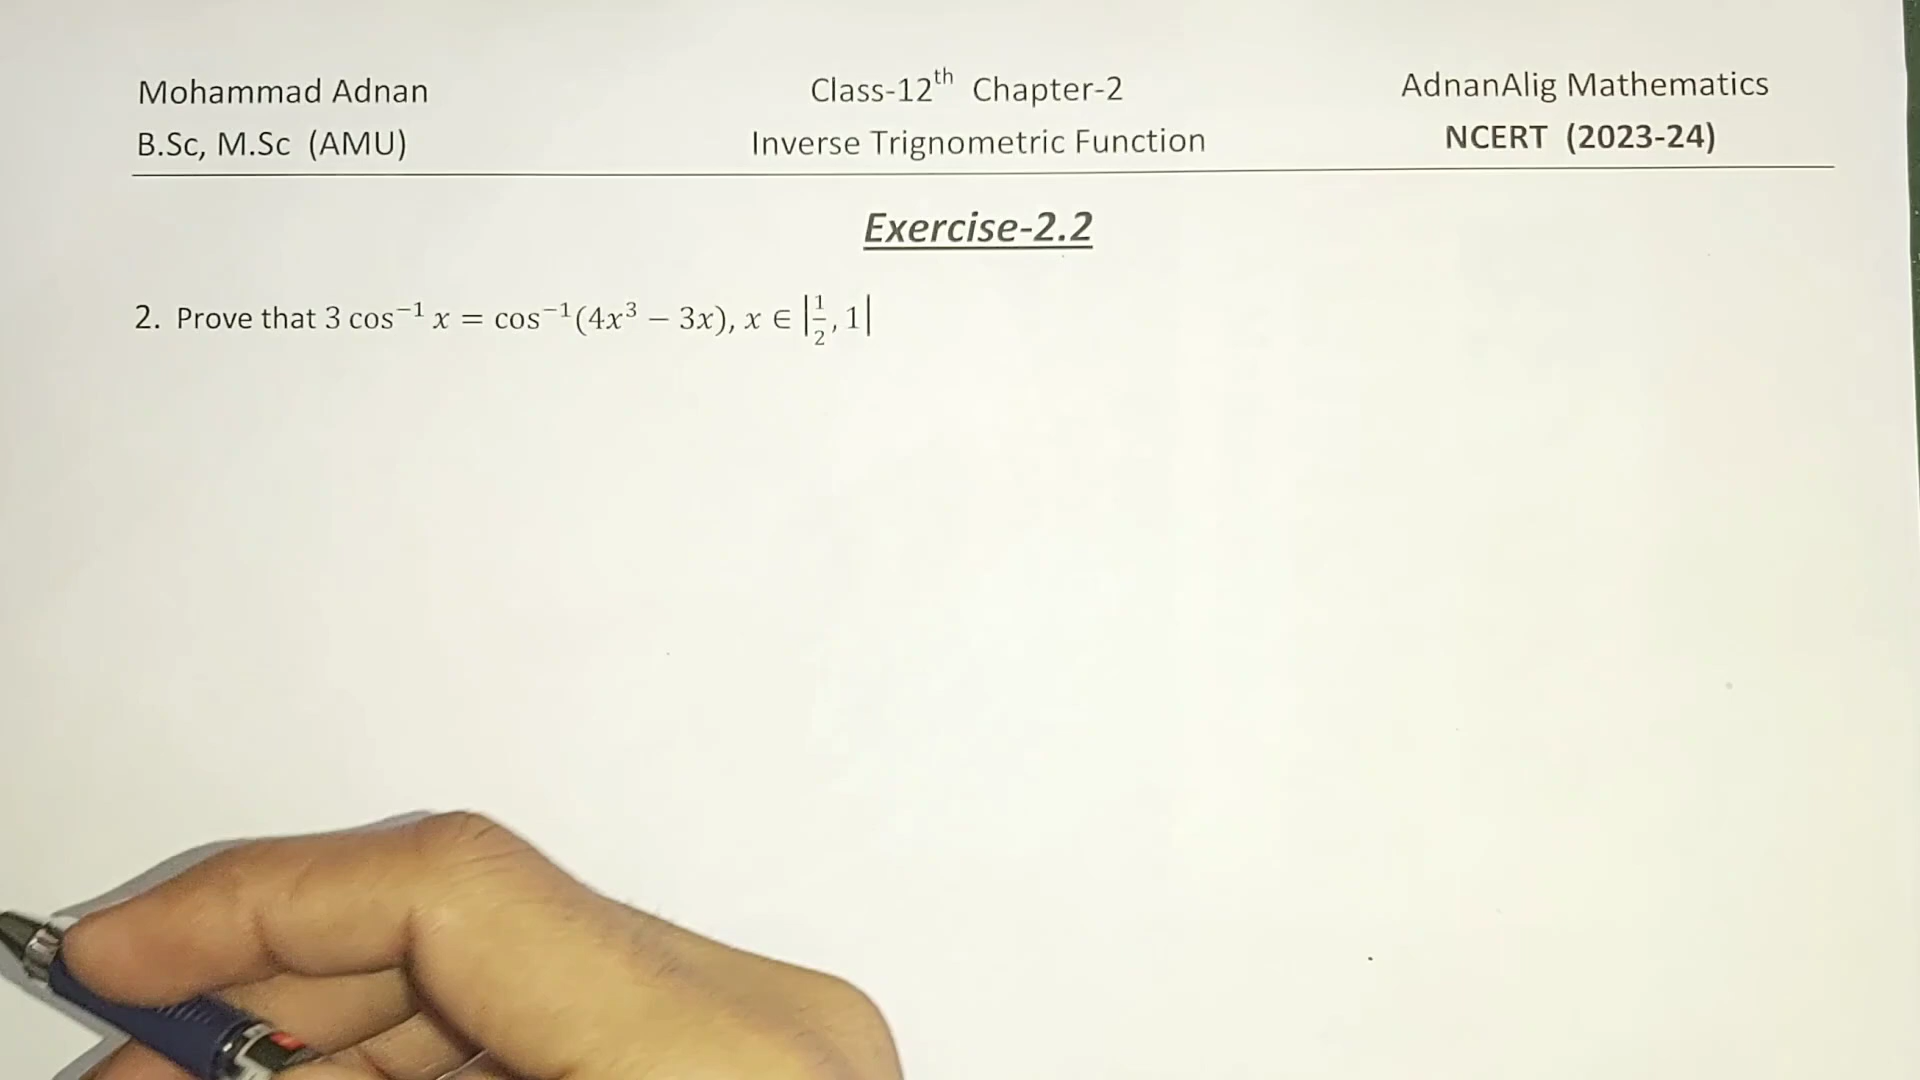 Mohammad Adnan
B.Sc, M.Sc (AMU)
Class-12th Chapter-2
Inverse Trignometric Function
AdnanAlig Mathematics
NCERT (2023-24)
Exercise-2.2
2. Prove that 3 cos⁻¹ x = cos⁻¹(4x³ − 3x), x ∈ |1/2, 1|